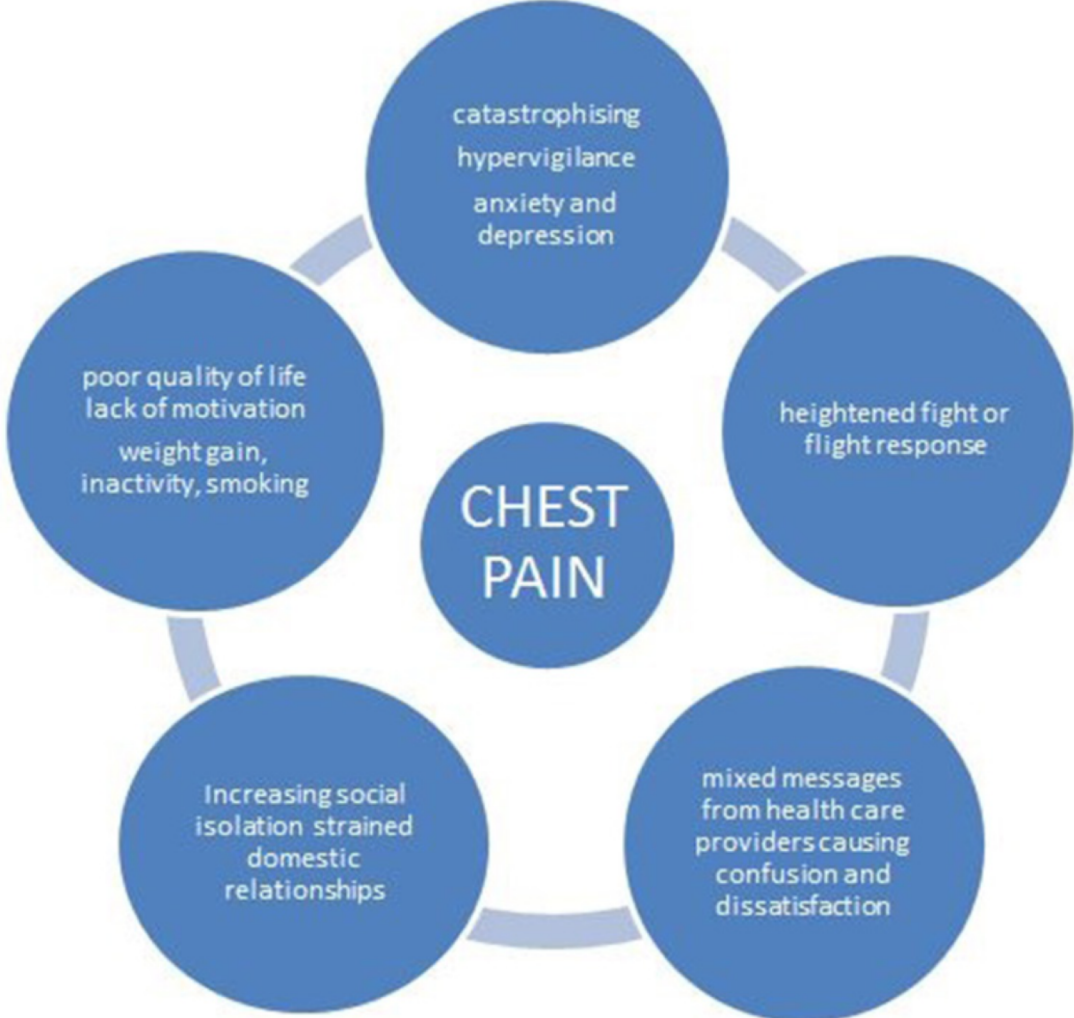 catastrophising
hypervigilance
anxiety and
depression
heightened fight or
flight response
mixed messages
from health care
providers causing
confusion and
dissatisfaction
Increasing social
isolation strained
domestic
relationships
poor quality of life
lack of motivation
weight gain,
inactivity, smoking
CHEST
PAIN